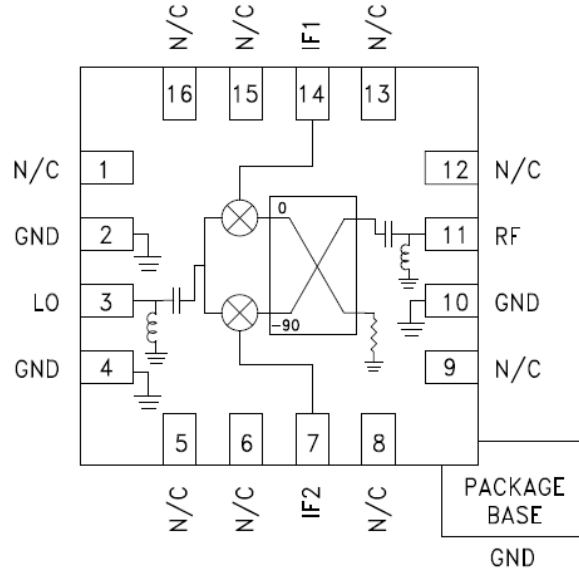 N/C
N/C
IF1
N/C
16
15
14
13
N/C
1
12
N/C
0
GND
2
11
RF
LO
3
10
GND
-90
GND
4
9
N/C
5
6
7
8
N/C
N/C
IF2
N/C
PACKAGE
BASE
GND